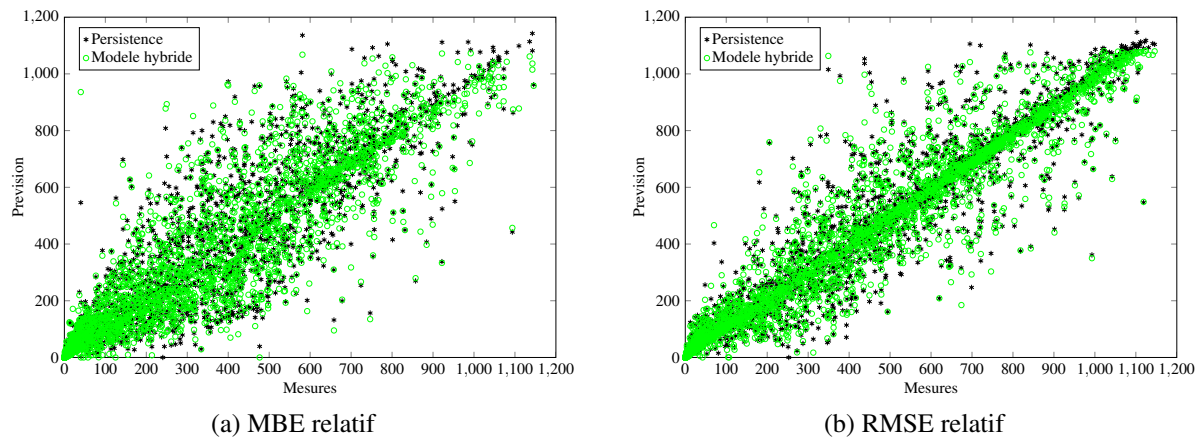 1,200
1,000
800
600
400
200
0
Prevision
Persistence
Modele hybride
0 100 200 300 400 500 600 700 800 900 1,000 1,100 1,200
Mesures
(a) MBE relatif
1,200
1,000
800
600
400
200
0
Prevision
Persistence
Modele hybride
0 100 200 300 400 500 600 700 800 900 1,000 1,100 1,200
Mesures
(b) RMSE relatif